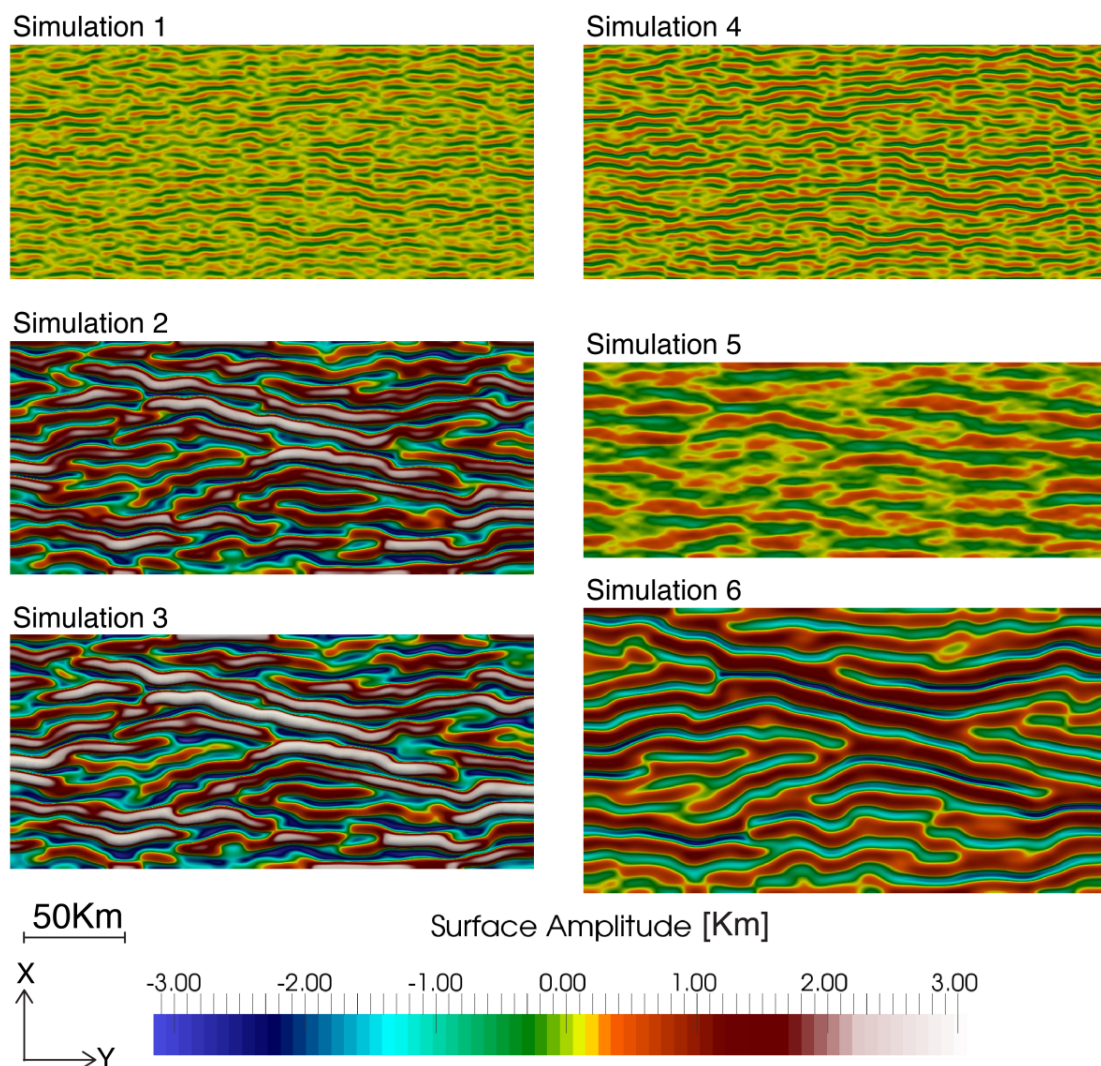 Simulation 1
Simulation 4
Simulation 2
Simulation 5
Simulation 3
Simulation 6
50Km
Surface Amplitude [Km]
X
Y
-3.00 -2.00 -1.00 0.00 1.00 2.00 3.00